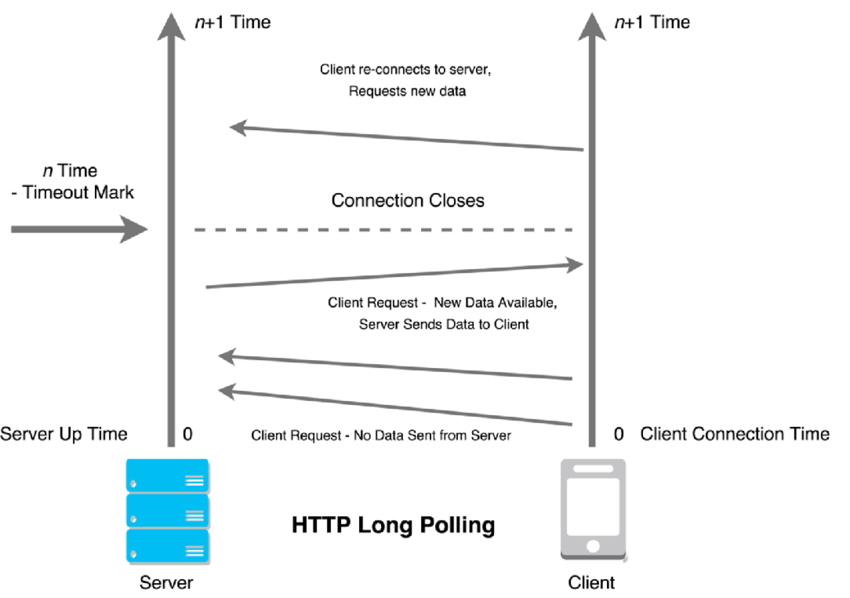 n+1 Time
n+1 Time
Client re-connects to server,
Requests new data
n Time
- Timeout Mark
Connection Closes
Client Request - New Data Available,
Server Sends Data to Client
Server Up Time
0
Client Request - No Data Sent from Server
0
Client Connection Time
HTTP Long Polling
Server
Client